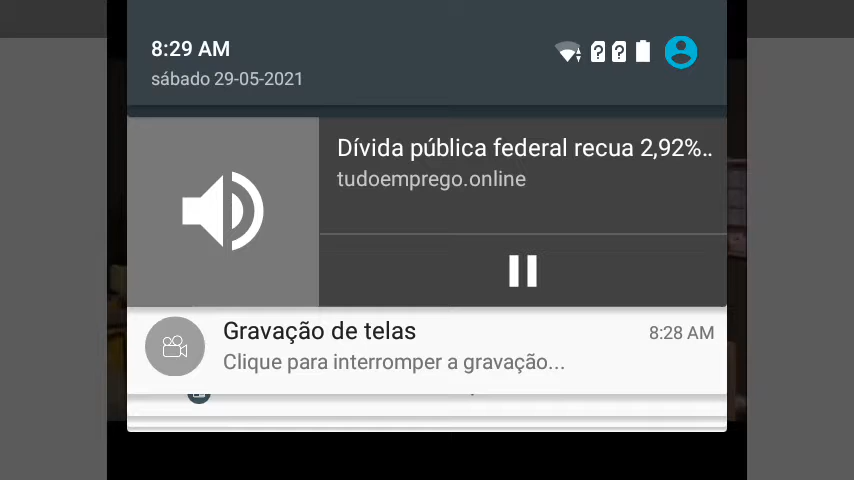 8:29 AM
sábado 29-05-2021
Dívida pública federal recua 2,92%..
tudoemprego.online
Gravação de telas
8:28 AM
Clique para interromper a gravação...